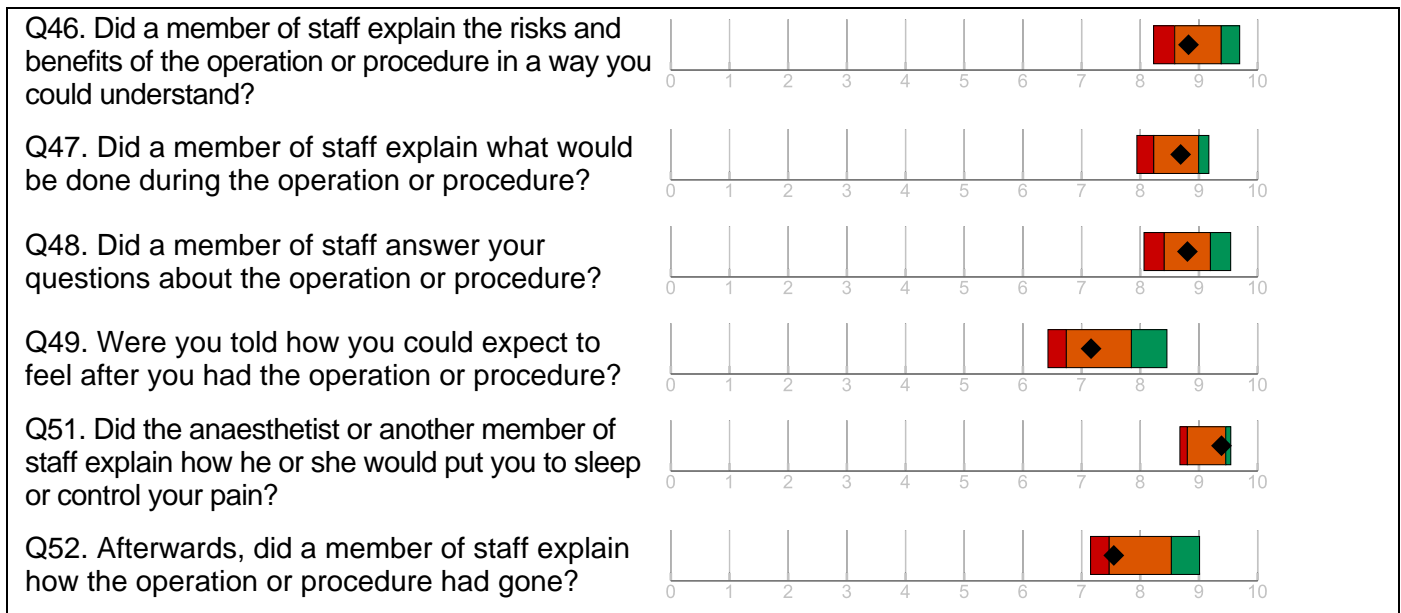 Q46. Did a member of staff explain the risks and
benefits of the operation or procedure in a way you
could understand?
0 1 2 3 4 5 6 7 8 9 10
Q47. Did a member of staff explain what would
be done during the operation or procedure?
0 1 2 3 4 5 6 7 8 9 10
Q48. Did a member of staff answer your
questions about the operation or procedure?
0 1 2 3 4 5 6 7 8 9 10
Q49. Were you told how you could expect to
feel after you had the operation or procedure?
0 1 2 3 4 5 6 7 8 9 10
Q51. Did the anaesthetist or another member of
staff explain how he or she would put you to sleep
or control your pain?
0 1 2 3 4 5 6 7 8 9 10
Q52. Afterwards, did a member of staff explain
how the operation or procedure had gone?
0 1 2 3 4 5 6 7 8 9 10